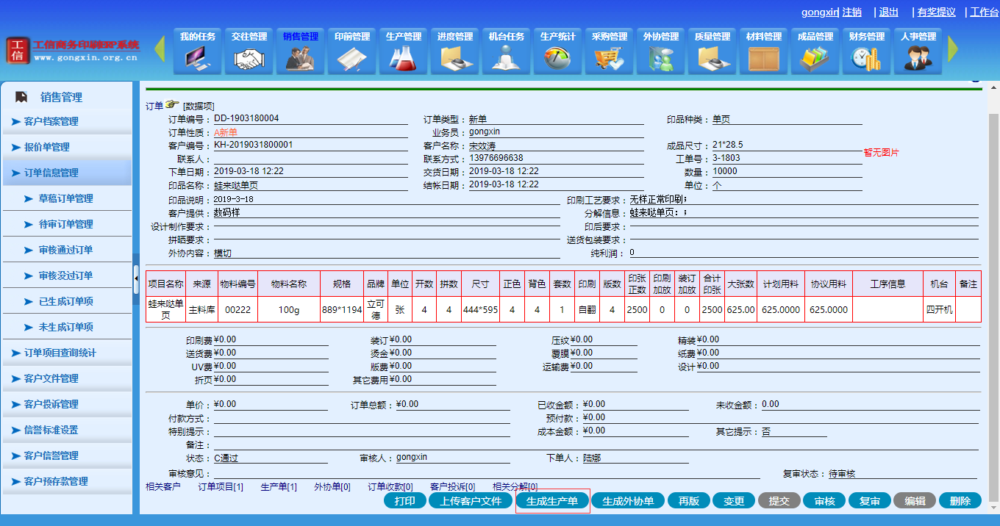 gongxin 注销 | 退出 | 有奖提议 | 工作台
工信 工信商务印刷ERP系统
www.gongxin.org.cn
我的任务 交往管理 销售管理 印前管理 生产管理 进度管理 机台任务 生产统计 采购管理 外协管理 质量管理 材料管理 成品管理 财务管理 人事管理
销售管理
客户档案管理
报价单管理
订单信息管理
草稿订单管理
待审订单管理
审核通过订单
审核没过订单
已生成订单项
未生成订单项
订单项目查询统计
客户文件管理
客户投诉管理
信誉标准设置
客户信誉管理
客户预存款管理
订单 [数据项]
订单编号： DD-1903180004 订单类型： 新单 印品种类： 单页
订单性质： A新单 业务员： gongxin
客户编号： KH-2019031800001 客户名称： 宋效涛 成品尺寸： 21*28.5
暂无图片
联系人： 联系方式： 13976696638 工单号： 3-1803
下单日期： 2019-03-18 12:22 交货日期： 2019-03-18 12:22 数量： 10000
印品名称： 蛙来哒单页 结帐日期： 2019-03-18 12:22 单位： 个
印品说明： 2019-3-18 印刷工艺要求： 无样正常印刷；
客户提供： 数码样 分解信息： 蛙来哒单页：；
设计制作要求： 印后要求：
拼晒要求： 送货包装要求：
外协内容： 模切 纯利润： 0
项目名称 来源 物料编号 物料名称 规格 品牌 单位 开数 拼数 尺寸 正色 背色 套数 印刷 版数 印张正数 印刷加放 装订加放 合计印张 大张数 计划用料 协议用料 工序信息 机台 备注
蛙来哒单页 主料库 00222 100g 889*1194 立可德 张 4 4 444*595 4 4 1 自翻 4 2500 0 0 2500 625.00 625.0000 625.0000 四开机
印刷费 ¥0.00 装订 ¥0.00 压纹 ¥0.00 精装 ¥0.00
送货费 ¥0.00 烫金 ¥0.00 覆膜 ¥0.00 纸费 ¥0.00
UV费 ¥0.00 版费 ¥0.00 运输费 ¥0.00 设计 ¥0.00
折页 ¥0.00 其它费用 ¥0.00
单价： ¥0.00 订单总额： ¥0.00 已收金额： ¥0.00 未收金额： 0.00
付款方式： 预付款： ¥0.00
特别提示： 成本金额： ¥0.00 其它提示： 否
备注：
状态： C通过 审核人： gongxin 下单人： 陆娜
审核意见： 复审状态： 待审核
相关客户 订单项目[1] 生产单[1] 外协单[0] 订单收款[0] 客户投诉[0] 相关分解[0]
打印 上传客户文件 生成生产单 生成外协单 再版 变更 提交 审核 复审 编辑 删除